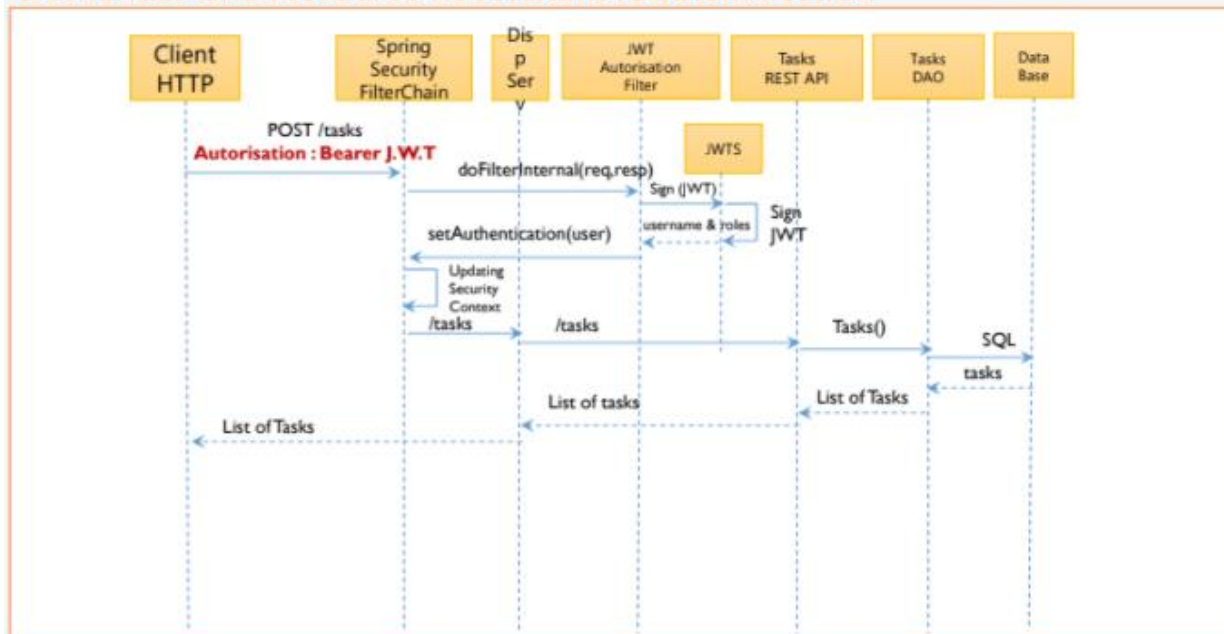 Client
HTTP
Spring
Security
FilterChain
Dis
p
Ser
v
JWT
Autorisation
Filter
Tasks
REST API
Tasks
DAO
Data
Base
POST /tasks
Autorisation : Bearer J.W.T
JWTS
doFilterInternal(req,resp)
Sign (JWT)
Sign
JWT
username & roles
setAuthentication(user)
Updating
Security
Context
/tasks
/tasks
Tasks()
SQL
tasks
List of Tasks
List of tasks
List of Tasks